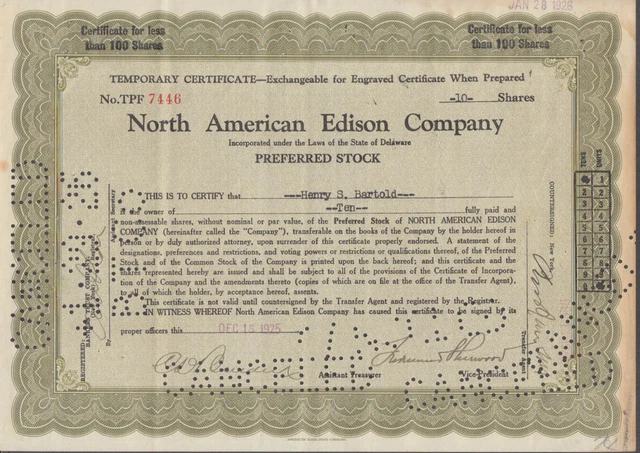 JAN 28 1926
Certificate for less than 100 Shares
Certificate for less than 100 Shares
TEMPORARY CERTIFICATE—Exchangeable for Engraved Certificate When Prepared
No. TPF 7446 -10- Shares
North American Edison Company
Incorporated under the Laws of the State of Delaware
PREFERRED STOCK
THIS IS TO CERTIFY that ---Henry S. Bartold---
is the owner of --Ten-- fully paid and
non-assessable shares, without nominal or par value, of the Preferred Stock of NORTH AMERICAN EDISON
COMPANY (hereinafter called the "Company"), transferable on the books of the Company by the holder hereof in
person or by duly authorized attorney, upon surrender of this certificate properly endorsed. A statement of the
designations, preferences and restrictions, and voting powers or restrictions or qualifications thereof, of the Preferred
Stock and of the Common Stock of the Company is printed upon the back hereof; and this certificate and the
shares represented hereby are issued and shall be subject to all of the provisions of the Certificate of Incorpora-
tion of the Company and the amendments thereto (copies of which are on file at the office of the Transfer Agent),
to all of which the holder, by acceptance hereof, assents.
This certificate is not valid until countersigned by the Transfer Agent and registered by the Registrar.
IN WITNESS WHEREOF North American Edison Company has caused this certificate to be signed by its
proper officers this DEC 15 1925
Assistant Treasurer Vice-President
REGISTERED:
BANKERS TRUST COMPANY,
COUNTERSIGNED: New York,
Transfer Agent